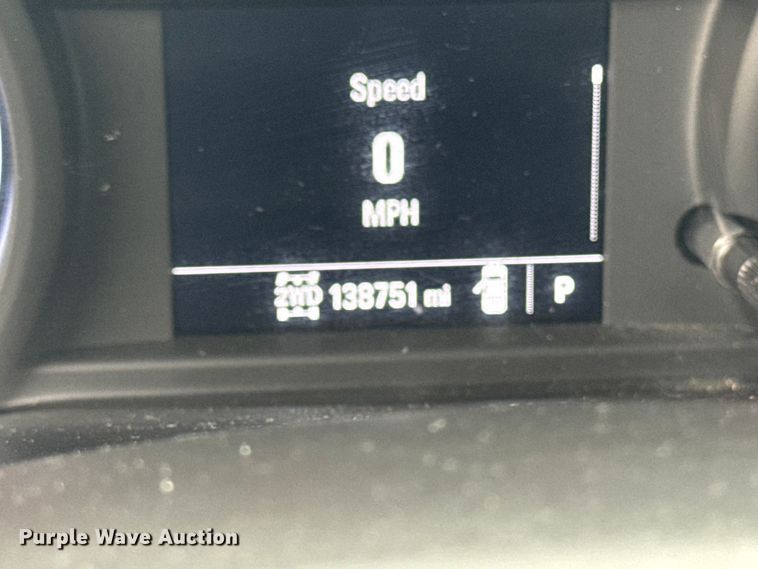 Speed
0
MPH
2WD 138751 mi P
Purple Wave Auction